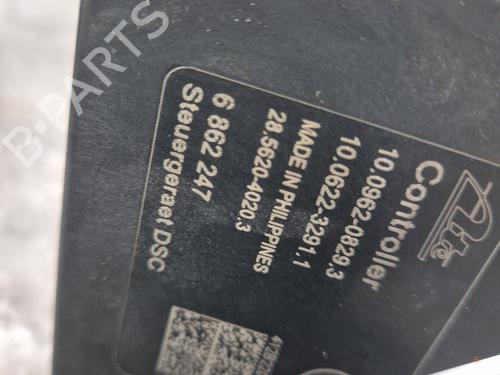 Ate
Controller
10.0962-0829.3
10.0622-3291.1
MADE IN PHILIPPINES
28.5620-4020.3
6 862 247
Steuergeraet DSC
B-PARTS